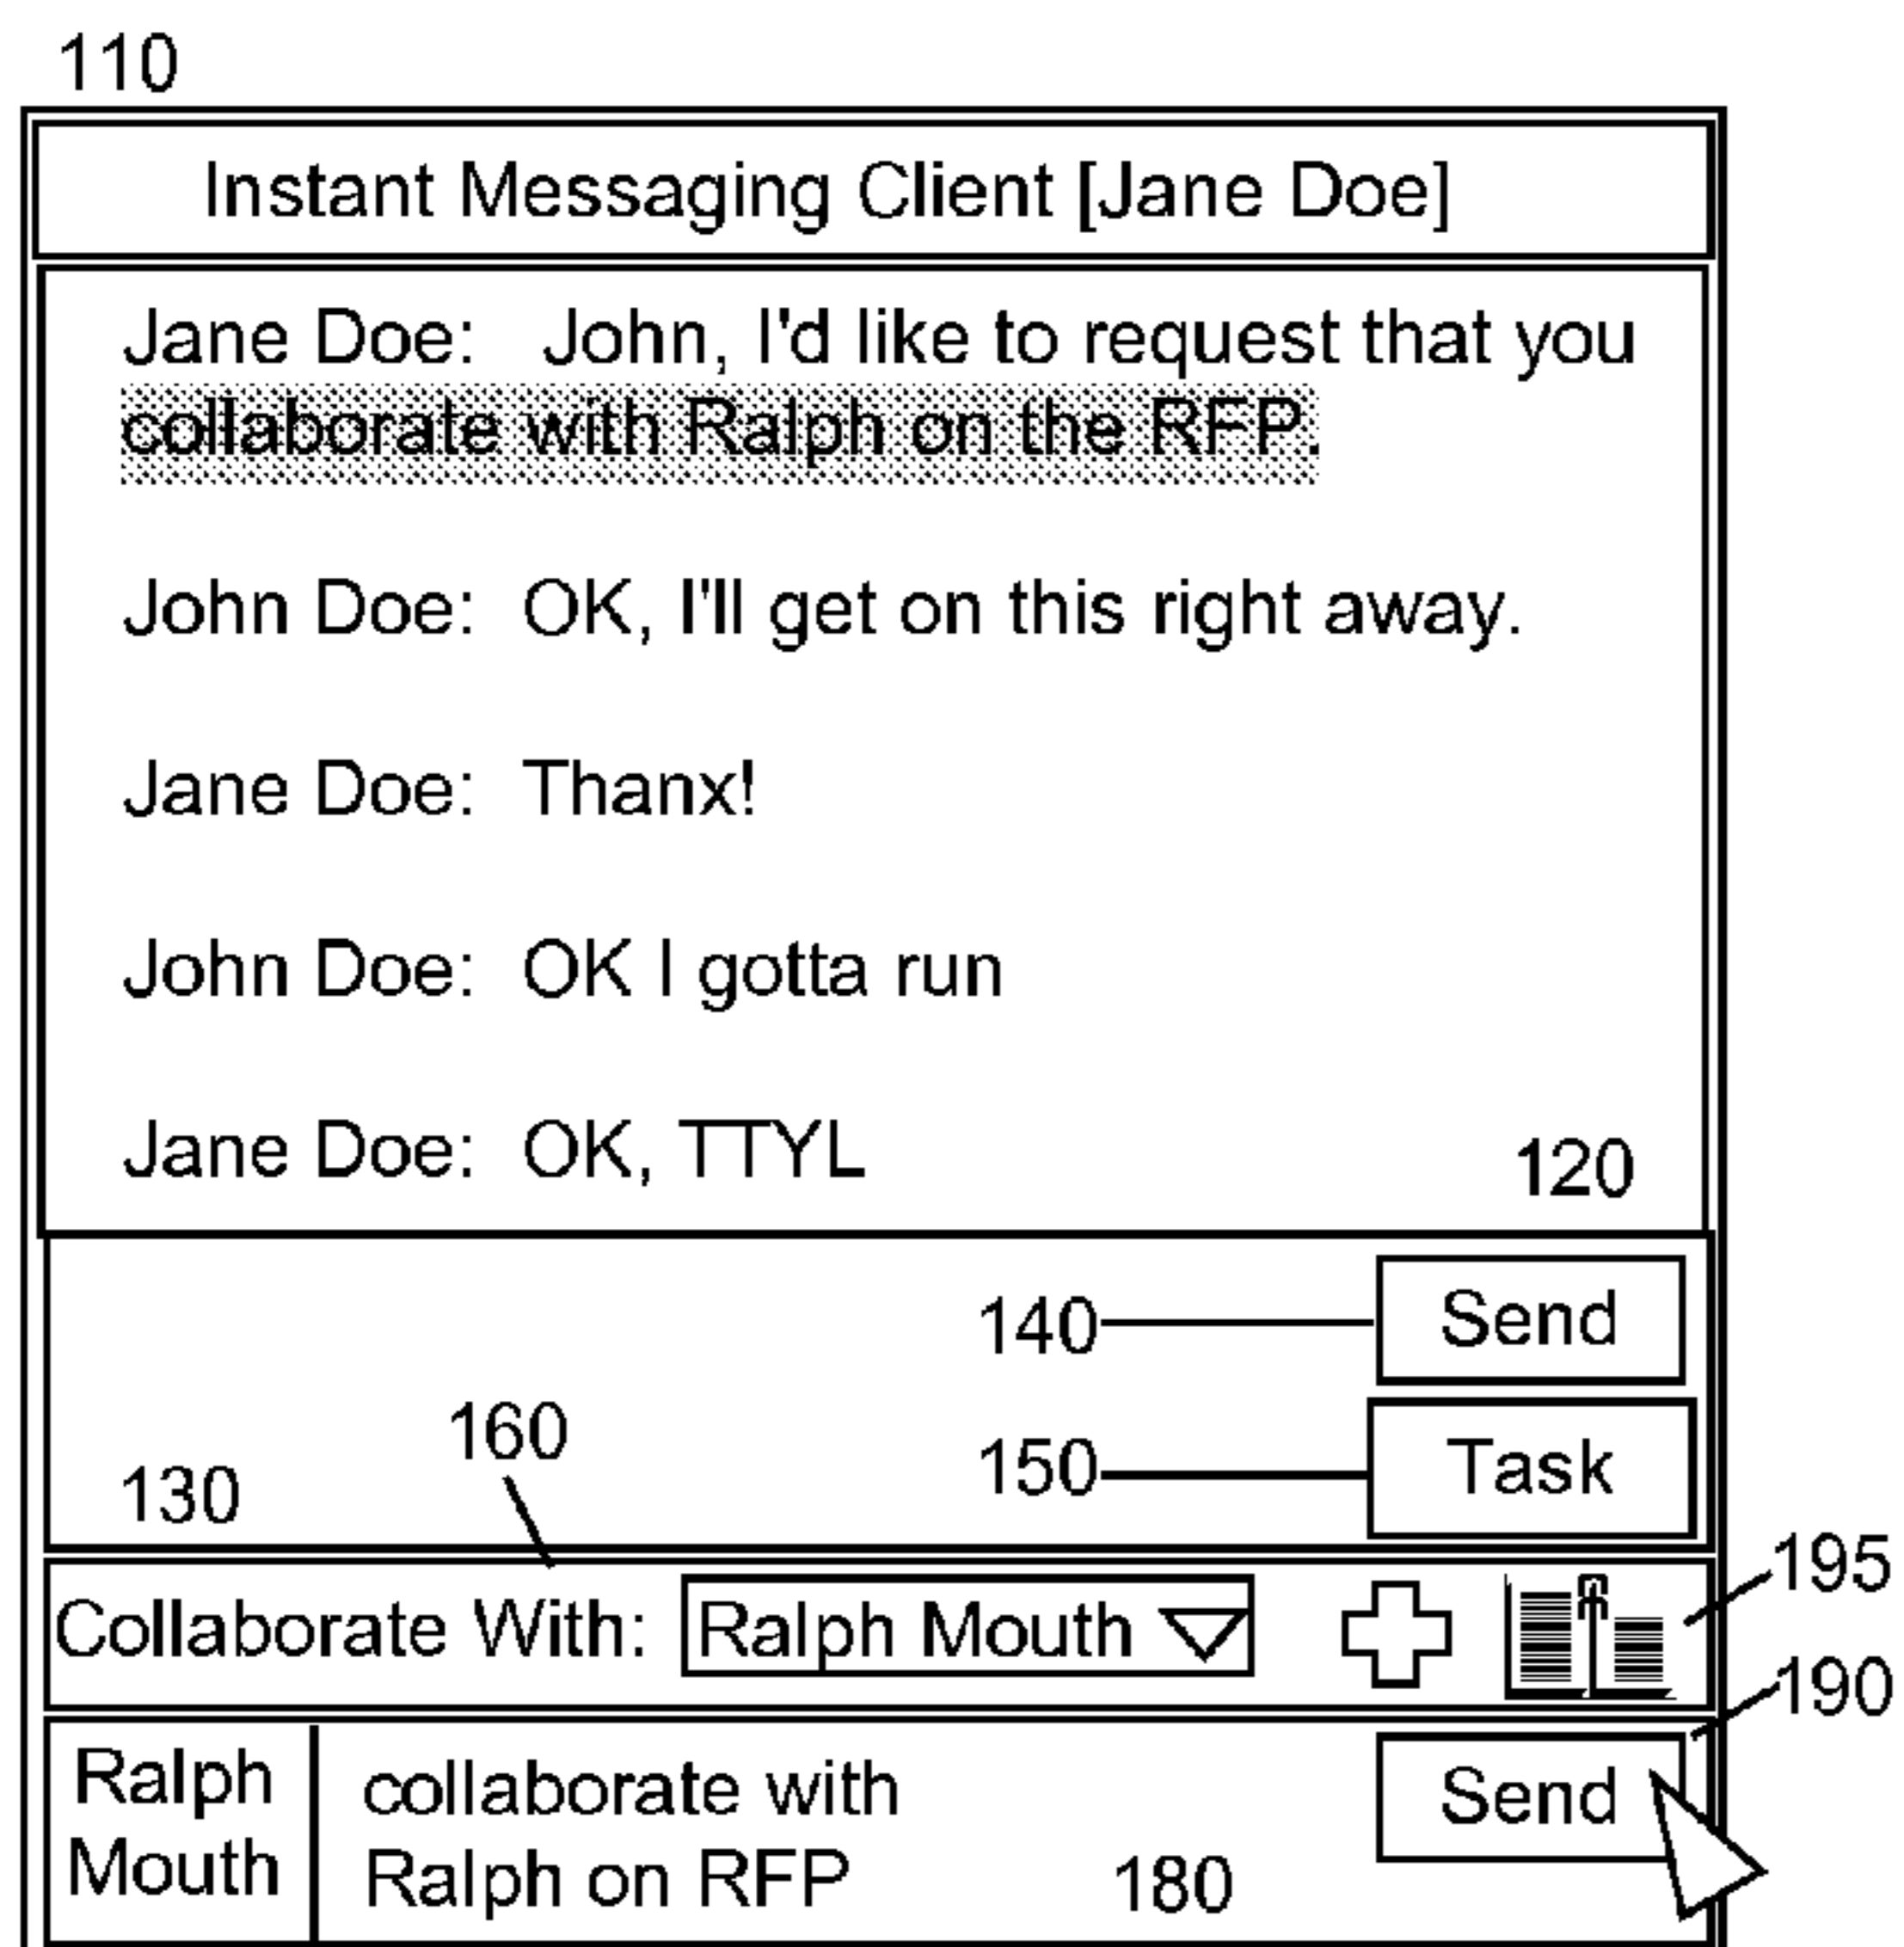 110
Instant Messaging Client [Jane Doe]
Jane Doe: John, I'd like to request that you
collaborate with Ralph on the RFP.
John Doe: OK, I'll get on this right away.
Jane Doe: Thanx!
John Doe: OK I gotta run
Jane Doe: OK, TTYL
120
140 Send
160
150 Task
130
195
Collaborate With: Ralph Mouth
190
Ralph
Mouth
collaborate with
Ralph on RFP
Send
180